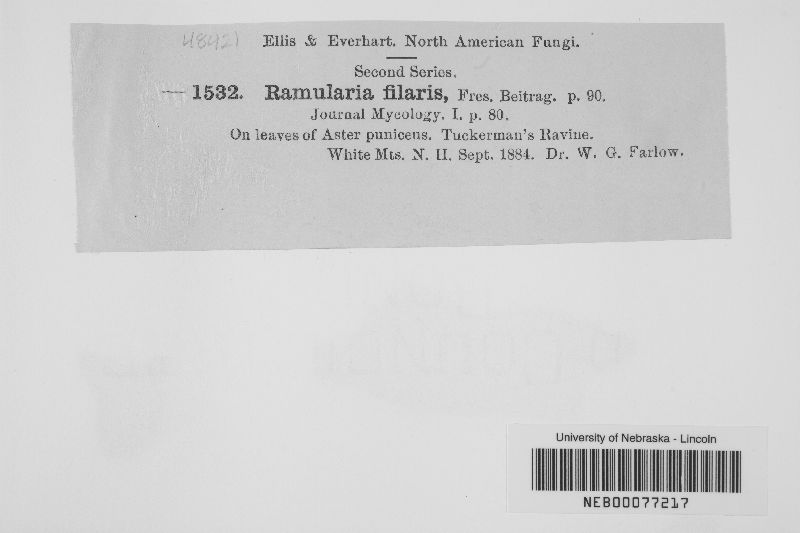 48421
Ellis & Everhart. North American Fungi.
Second Series.
— 1532. Ramularia filaris, Fres. Beitrag. p. 90.
Journal Mycology, I. p. 80.
On leaves of Aster puniceus. Tuckerman's Ravine.
White Mts. N. H. Sept. 1884. Dr. W. G. Farlow.
University of Nebraska - Lincoln
NEB00077217